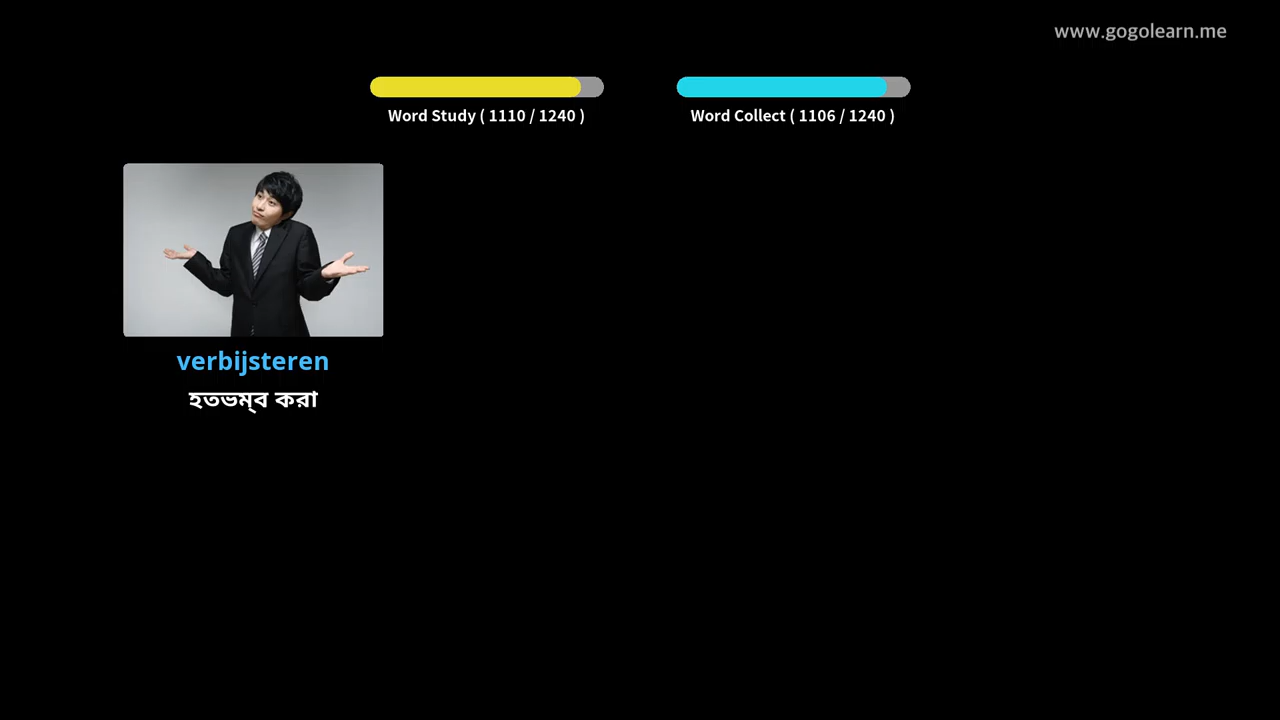 www.gogolearn.me
Word Study ( 1110 / 1240 )
Word Collect ( 1106 / 1240 )
verbijsteren
হতভম্ব করা